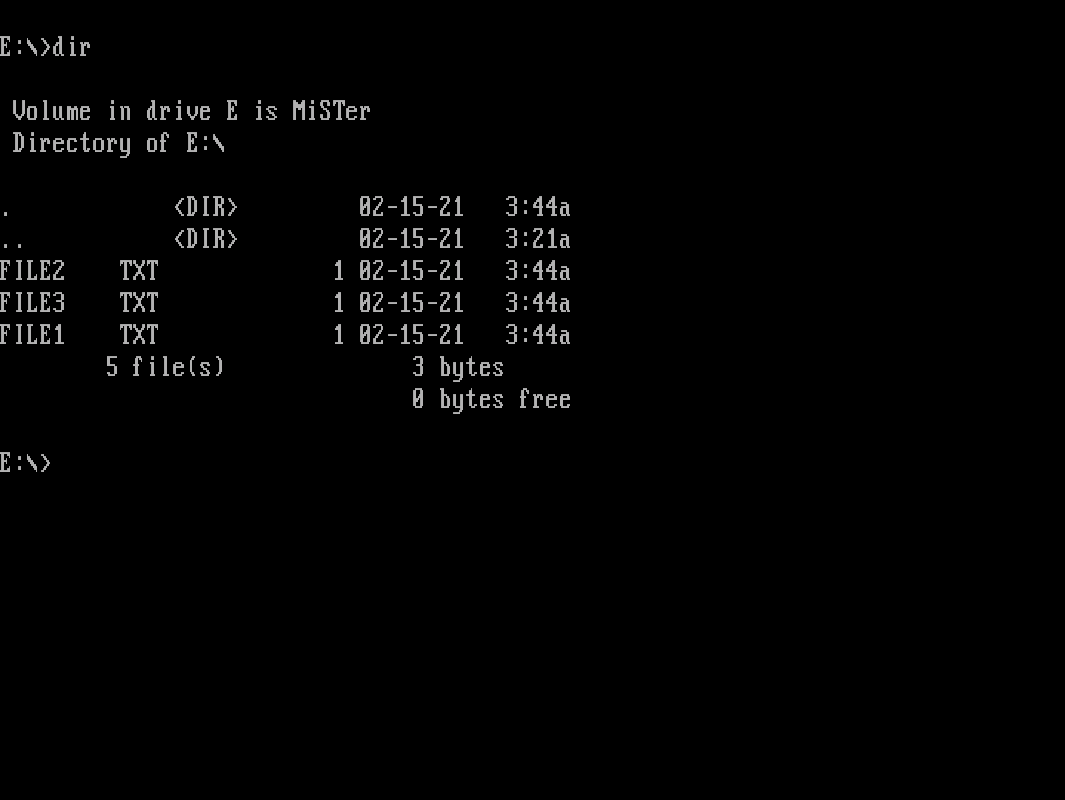 E:\>dir
 Volume in drive E is MiSTer
 Directory of E:\
.            <DIR>         02-15-21   3:44a
..           <DIR>         02-15-21   3:21a
FILE2    TXT             1 02-15-21   3:44a
FILE3    TXT             1 02-15-21   3:44a
FILE1    TXT             1 02-15-21   3:44a
        5 file(s)              3 bytes
                               0 bytes free
E:\>